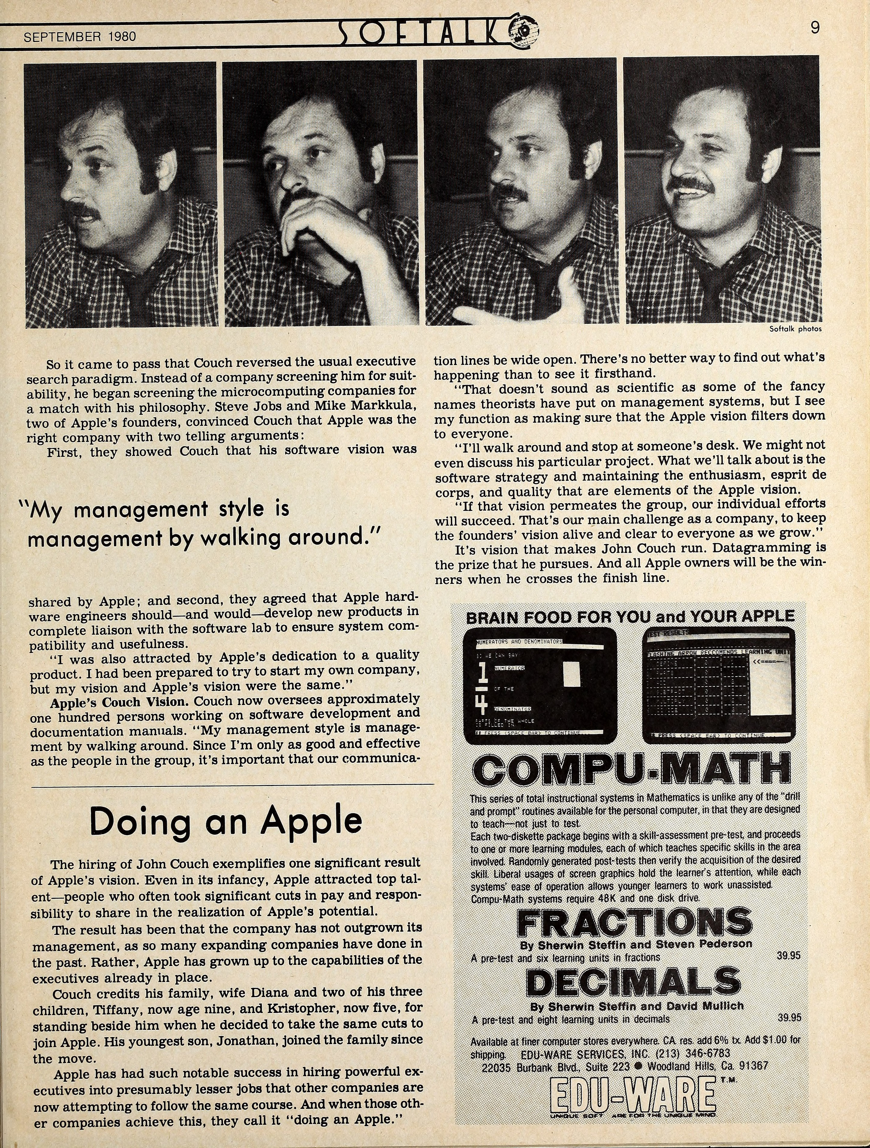 SEPTEMBER 1980
SOFTALK
9
Softalk photos
So it came to pass that Couch reversed the usual executive
search paradigm. Instead of a company screening him for suit-
ability, he began screening the microcomputing companies for
a match with his philosophy. Steve Jobs and Mike Markkula,
two of Apple's founders, convinced Couch that Apple was the
right company with two telling arguments:
First, they showed Couch that his software vision was
"My management style is
management by walking around."
shared by Apple; and second, they agreed that Apple hard-
ware engineers should—and would—develop new products in
complete liaison with the software lab to ensure system com-
patibility and usefulness.
"I was also attracted by Apple's dedication to a quality
product. I had been prepared to try to start my own company,
but my vision and Apple's vision were the same."
Apple's Couch Vision. Couch now oversees approximately
one hundred persons working on software development and
documentation manuals. "My management style is manage-
ment by walking around. Since I'm only as good and effective
as the people in the group, it's important that our communica-
tion lines be wide open. There's no better way to find out what's
happening than to see it firsthand.
"That doesn't sound as scientific as some of the fancy
names theorists have put on management systems, but I see
my function as making sure that the Apple vision filters down
to everyone.
"I'll walk around and stop at someone's desk. We might not
even discuss his particular project. What we'll talk about is the
software strategy and maintaining the enthusiasm, esprit de
corps, and quality that are elements of the Apple vision.
"If that vision permeates the group, our individual efforts
will succeed. That's our main challenge as a company, to keep
the founders' vision alive and clear to everyone as we grow."
It's vision that makes John Couch run. Datagramming is
the prize that he pursues. And all Apple owners will be the win-
ners when he crosses the finish line.
Doing an Apple
The hiring of John Couch exemplifies one significant result
of Apple's vision. Even in its infancy, Apple attracted top tal-
ent—people who often took significant cuts in pay and respon-
sibility to share in the realization of Apple's potential.
The result has been that the company has not outgrown its
management, as so many expanding companies have done in
the past. Rather, Apple has grown up to the capabilities of the
executives already in place.
Couch credits his family, wife Diana and two of his three
children, Tiffany, now age nine, and Kristopher, now five, for
standing beside him when he decided to take the same cuts to
join Apple. His youngest son, Jonathan, joined the family since
the move.
Apple has had such notable success in hiring powerful ex-
ecutives into presumably lesser jobs that other companies are
now attempting to follow the same course. And when those oth-
er companies achieve this, they call it "doing an Apple."
BRAIN FOOD FOR YOU and YOUR APPLE
NUMERATORS AND DENOMINATORS
1 NUMERATOR
OF THE
4 DENOMINATOR
PRESS <SPACE BAR> TO CONTINUE
TEST RESULTS
LEARNING UNIT
PRESS <SPACE BAR> TO CONTINUE
COMPU-MATH
This series of total instructional systems in Mathematics is unlike any of the "drill
and prompt" routines available for the personal computer, in that they are designed
to teach—not just to test.
Each two-diskette package begins with a skill-assessment pre-test, and proceeds
to one or more learning modules, each of which teaches specific skills in the area
involved. Randomly generated post-tests then verify the acquisition of the desired
skill. Liberal usages of screen graphics hold the learner's attention, while each
systems' ease of operation allows younger learners to work unassisted.
Compu-Math systems require 48K and one disk drive.
FRACTIONS
By Sherwin Steffin and Steven Pederson
A pre-test and six learning units in fractions 39.95
DECIMALS
By Sherwin Steffin and David Mullich
A pre-test and eight learning units in decimals 39.95
Available at finer computer stores everywhere. CA. res. add 6% tx. Add $1.00 for
shipping. EDU-WARE SERVICES, INC. (213) 346-6783
22035 Burbank Blvd., Suite 223 ● Woodland Hills, Ca. 91367
EDU-WARE T.M.
UNIQUE SOFT ARE FOR THE UNIQUE MIND